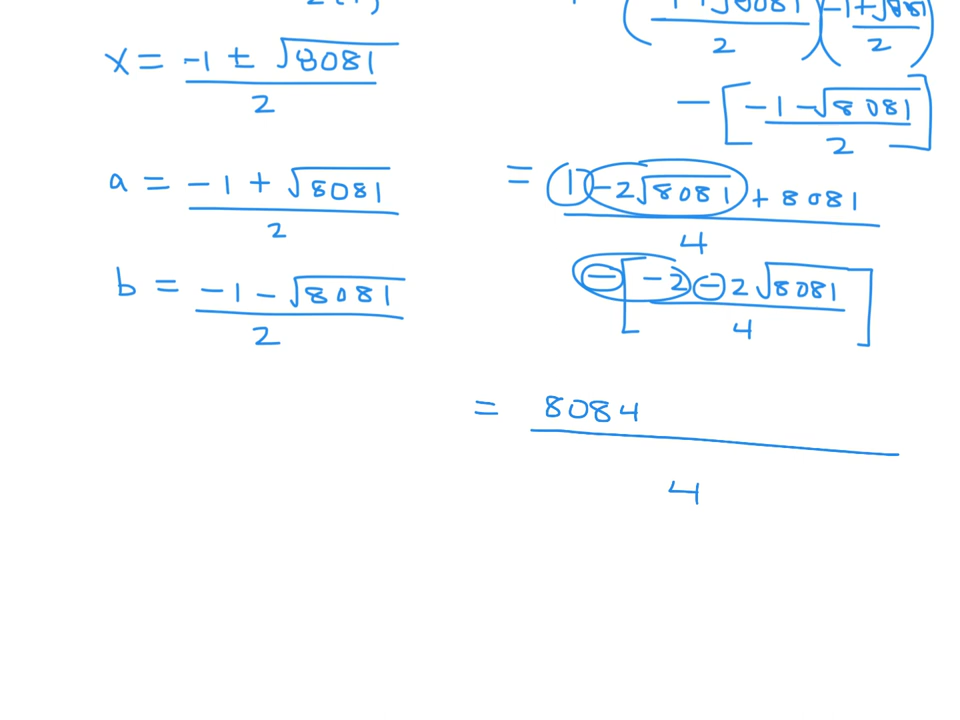 x = -1 ± √8081 / 2
a = -1 + √8081 / 2
b = -1 - √8081 / 2
(-1 + √8081 / 2)(-1 + √8081 / 2)
- [-1 - √8081 / 2]
= 1 - 2√8081 + 8081 / 4
- [-2 - 2√8081 / 4]
= 8084 / 4